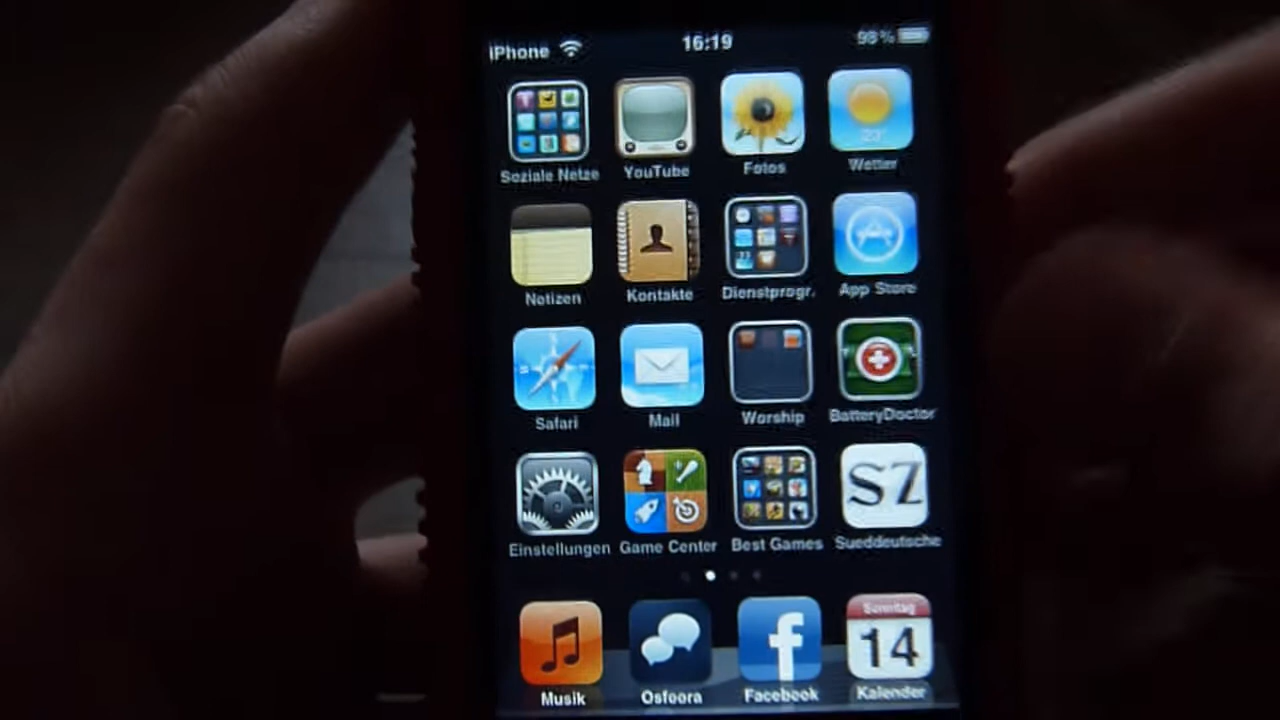 iPhone 16:19 98%
Soziale Netze YouTube Fotos Wetter
23°
Notizen Kontakte Dienstprogr. App Store
Safari Mail Worship BatteryDoctor
SZ
Einstellungen Game Center Best Games Sueddeutsche
Sonntag
14
Musik Osfoora Facebook Kalender